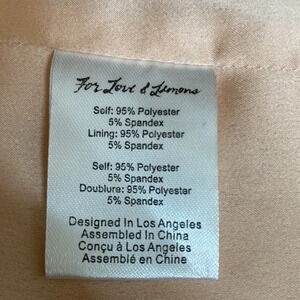 For Love & Lemons
Self: 95% Polyester
5% Spandex
Lining: 95% Polyester
5% Spandex
Self: 95% Polyester
5% Spandex
Doublure: 95% Polyester
5% Spandex
Designed In Los Angeles
Assembled In China
Conçu à Los Angeles
Assemblé en Chine